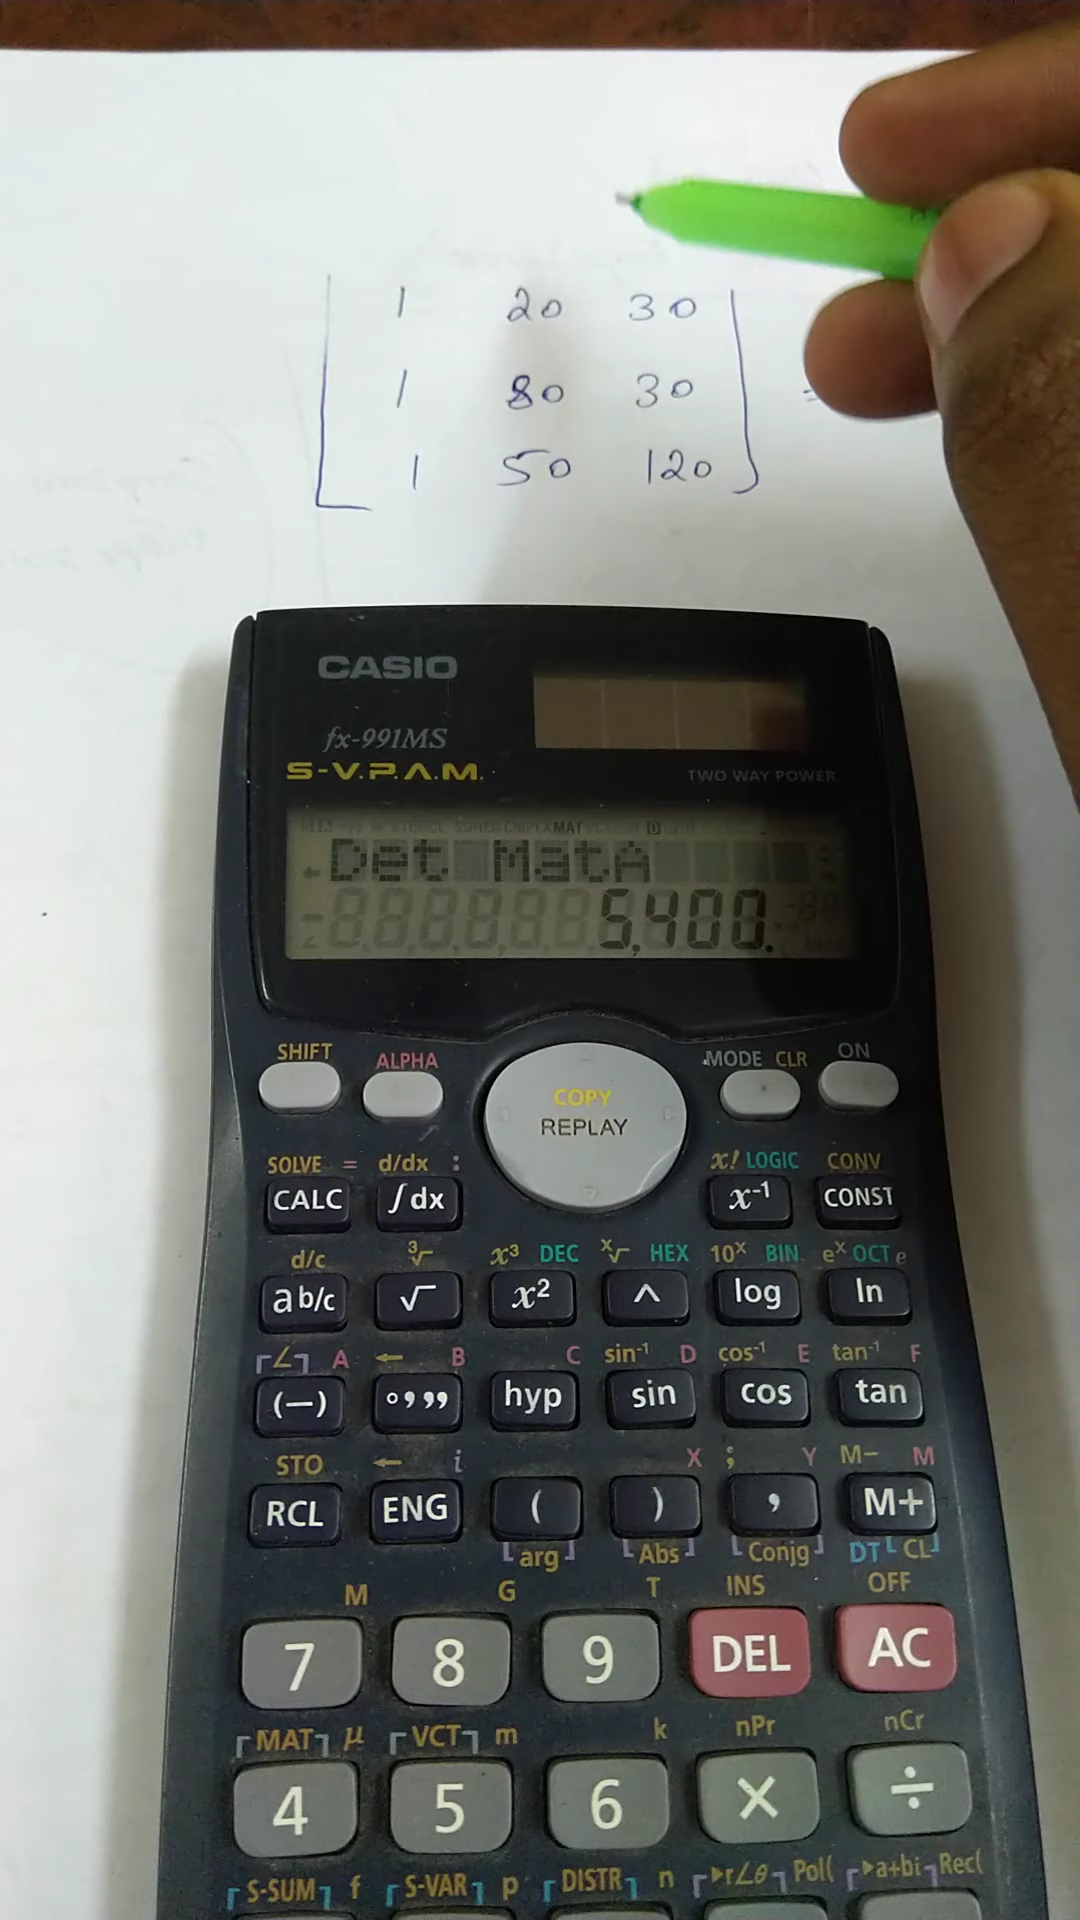 1 20 30
1 80 30 =
1 50 120
CASIO
fx-991MS
S-V.P.A.M.
TWO WAY POWER
MAT D
Det MatA
5,400.
SHIFT ALPHA MODE CLR ON
COPY
REPLAY
SOLVE = d/dx : x! LOGIC CONV
CALC ∫dx x⁻¹ CONST
d/c ³√ x³ DEC ˣ√ HEX 10ˣ BIN eˣ OCT e
a b/c √ x² ^ log ln
∠ A ← B C sin⁻¹ D cos⁻¹ E tan⁻¹ F
(−) °,,, hyp sin cos tan
STO ← i X ; Y M− M
RCL ENG ( ) , M+
arg Abs Conjg DT CL
M G T INS OFF
7 8 9 DEL AC
MAT μ VCT m k nPr nCr
4 5 6 × ÷
S-SUM f S-VAR p DISTR n ▶r∠θ Pol( ▶a+bi Rec(